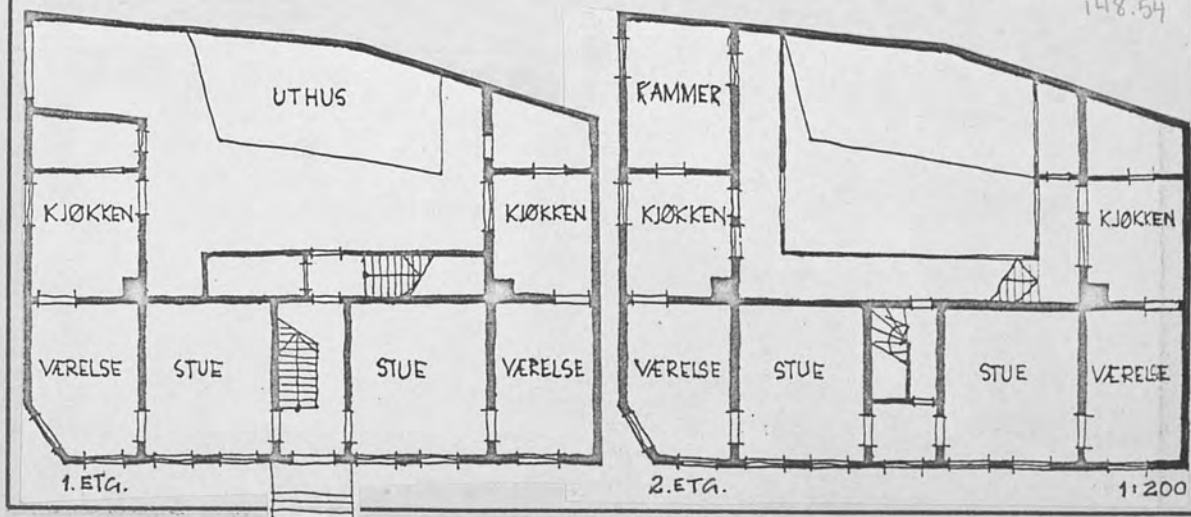 148.54
UTHUS
KJØKKEN
KJØKKEN
VÆRELSE
STUE
STUE
VÆRELSE
1. ETG.
KAMMER
KJØKKEN
KJØKKEN
VÆRELSE
STUE
STUE
VÆRELSE
2. ETG.
1:200